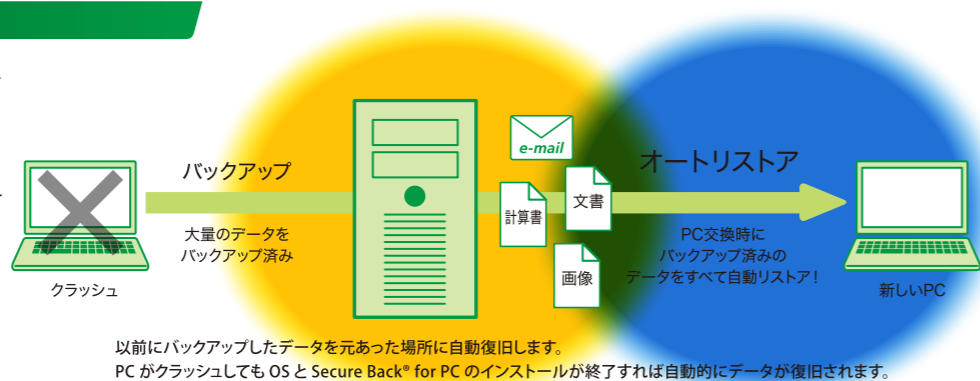 バックアップ
大量のデータを
バックアップ済み
クラッシュ
e-mail
計算書
文書
画像
オートリストア
PC交換時に
バックアップ済みの
データをすべて自動リストア！
新しいPC
以前にバックアップしたデータを元あった場所に自動復旧します。
PC がクラッシュしても OS と Secure Back® for PC のインストールが終了すれば自動的にデータが復旧されます。